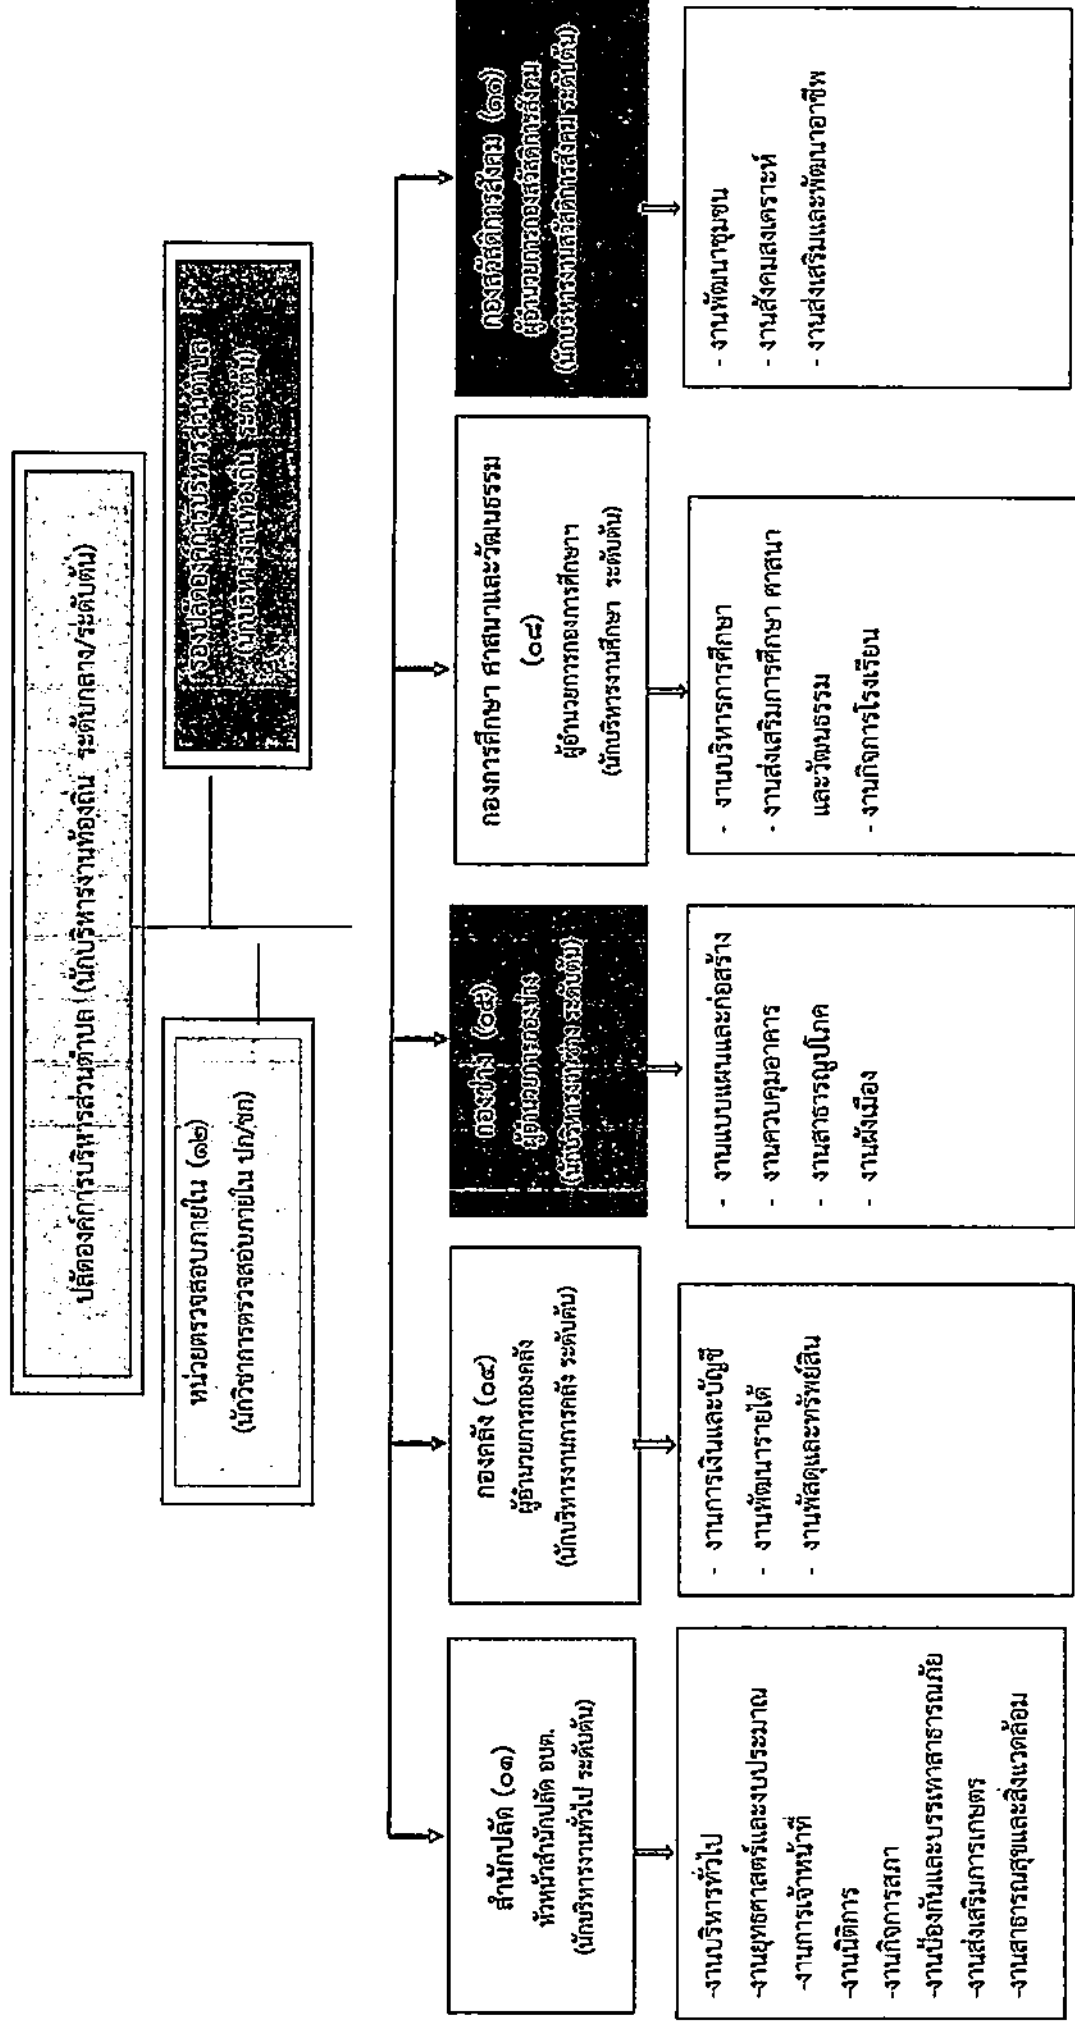 ปลัดองค์การบริหารส่วนตำบล (นักบริหารงานท้องถิ่น ระดับกลาง/ระดับต้น)
หน่วยตรวจสอบภายใน (๑๒)
(นักวิชาการตรวจสอบภายใน ปก/ชก)
รองปลัดองค์การบริหารส่วนตำบล
(นักบริหารงานท้องถิ่น ระดับต้น)
สำนักปลัด (๐๑)
หัวหน้าสำนักปลัด อบต.
(นักบริหารงานทั่วไป ระดับต้น)
-งานบริหารทั่วไป
-งานยุทธศาสตร์และงบประมาณ
-งานการเจ้าหน้าที่
-งานนิติการ
-งานกิจการสภา
-งานป้องกันและบรรเทาสาธารณภัย
-งานส่งเสริมการเกษตร
-งานสาธารณสุขและสิ่งแวดล้อม
กองคลัง (๐๔)
ผู้อำนวยการกองคลัง
(นักบริหารงานการคลัง ระดับต้น)
- งานการเงินและบัญชี
- งานพัฒนารายได้
- งานพัสดุและทรัพย์สิน
กองช่าง (๐๕)
ผู้อำนวยการกองช่าง
(นักบริหารงานช่าง ระดับต้น)
- งานแบบแผนและก่อสร้าง
- งานควบคุมอาคาร
- งานสาธารณูปโภค
- งานผังเมือง
กองการศึกษา ศาสนาและวัฒนธรรม
(๐๘)
ผู้อำนวยการกองการศึกษาฯ
(นักบริหารงานศึกษา ระดับต้น)
- งานบริหารการศึกษา
- งานส่งเสริมการศึกษา ศาสนา
และวัฒนธรรม
- งานกิจการโรงเรียน
กองสวัสดิการสังคม (๑๑)
ผู้อำนวยการกองสวัสดิการสังคม
(นักบริหารงานสวัสดิการสังคม ระดับต้น)
- งานพัฒนาชุมชน
- งานสังคมสงเคราะห์
- งานส่งเสริมและพัฒนาอาชีพ